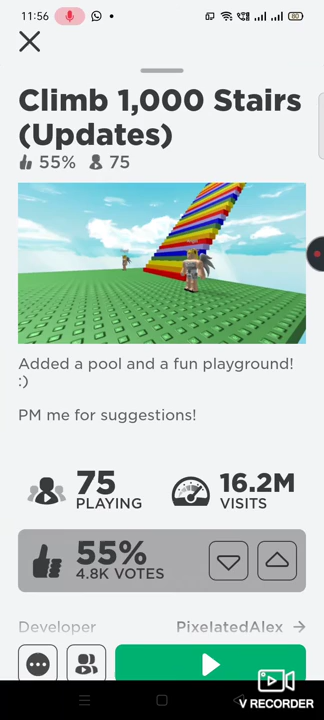 11:56
80
Climb 1,000 Stairs
(Updates)
55% 75
Added a pool and a fun playground!
:)
PM me for suggestions!
75
PLAYING
16.2M
VISITS
55%
4.8K VOTES
Developer PixelatedAlex
V RECORDER